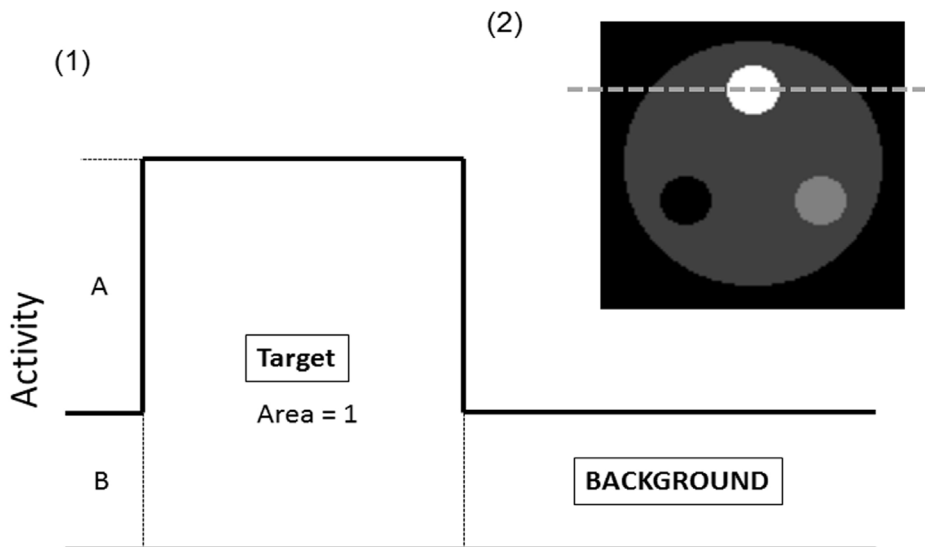 (1)
(2)
Activity
A
B
Target
Area = 1
BACKGROUND